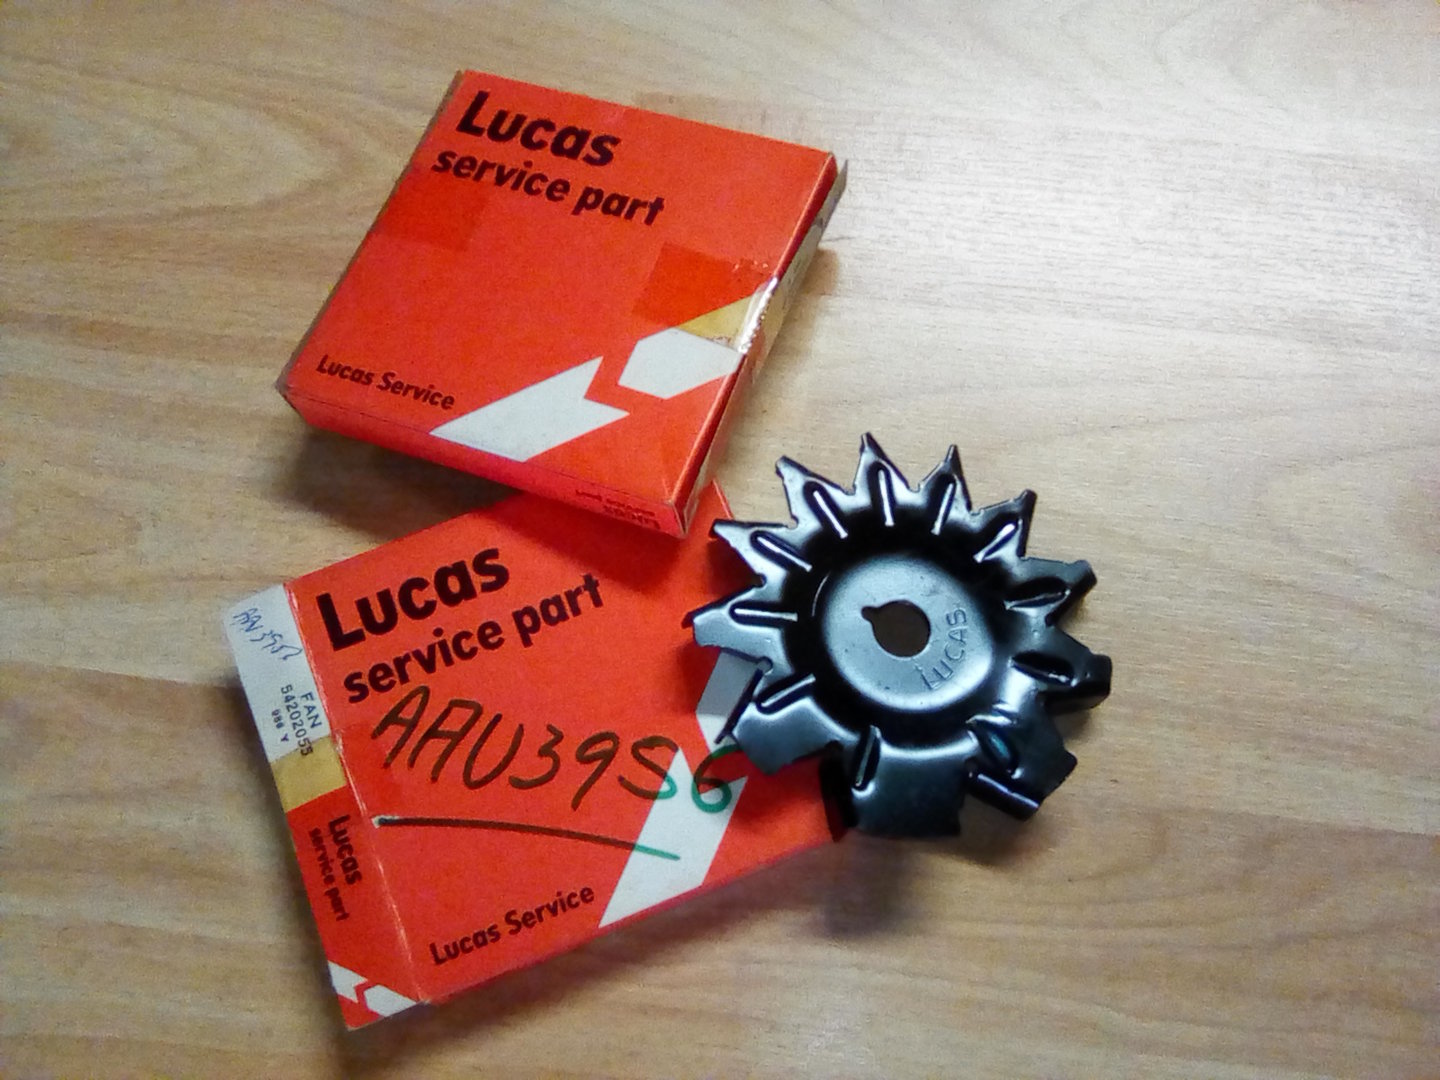 Lucas
service part
Lucas Service
Lucas
service part
AAU3956
Lucas Service
FAN
54202055
Lucas
service part
LUCAS